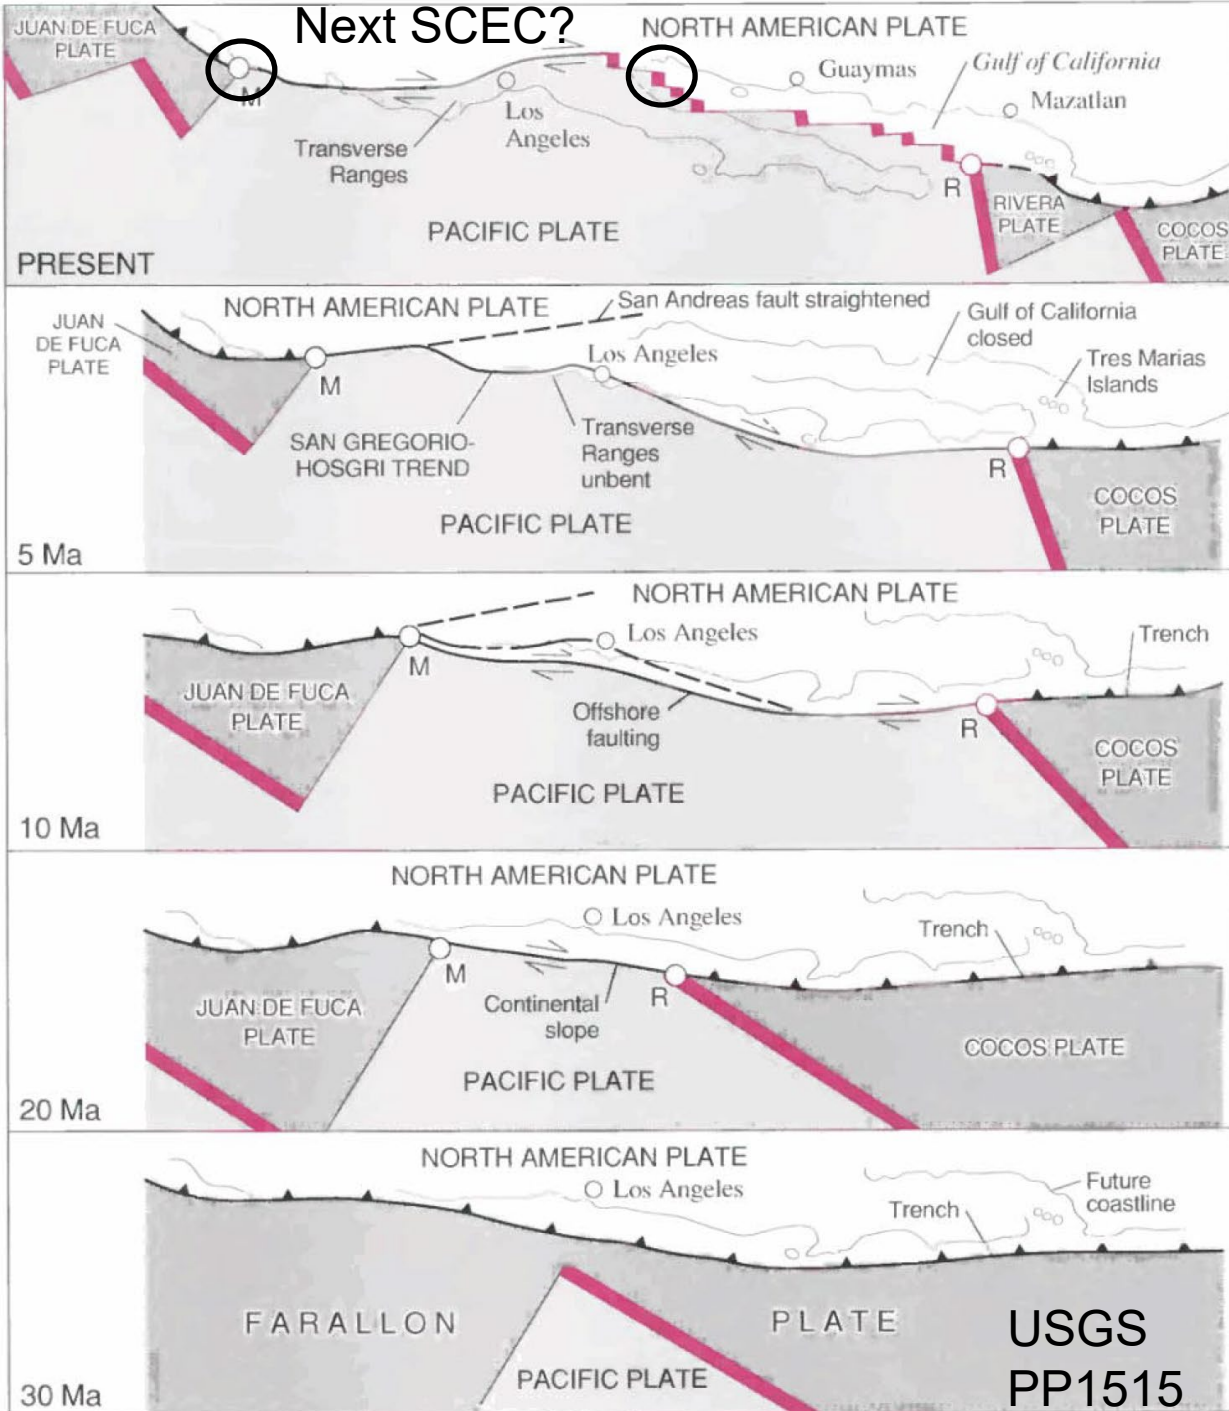 Next SCEC?
JUAN DE FUCA
PLATE
NORTH AMERICAN PLATE
M
Los
Angeles
Guaymas
Gulf of California
Mazatlan
Transverse
Ranges
R
RIVERA
PLATE
COCOS
PLATE
PACIFIC PLATE
PRESENT
NORTH AMERICAN PLATE
San Andreas fault straightened
JUAN
DE FUCA
PLATE
M
Los Angeles
Gulf of California
closed
Tres Marias
Islands
SAN GREGORIO-
HOSGRI TREND
Transverse
Ranges
unbent
R
COCOS
PLATE
PACIFIC PLATE
5 Ma
NORTH AMERICAN PLATE
Los Angeles
Trench
M
JUAN DE FUCA
PLATE
Offshore
faulting
R
COCOS
PLATE
PACIFIC PLATE
10 Ma
NORTH AMERICAN PLATE
Los Angeles
Trench
M
JUAN DE FUCA
PLATE
Continental
slope
R
COCOS PLATE
PACIFIC PLATE
20 Ma
NORTH AMERICAN PLATE
Los Angeles
Trench
Future
coastline
FARALLON
PLATE
PACIFIC PLATE
30 Ma
USGS
PP1515